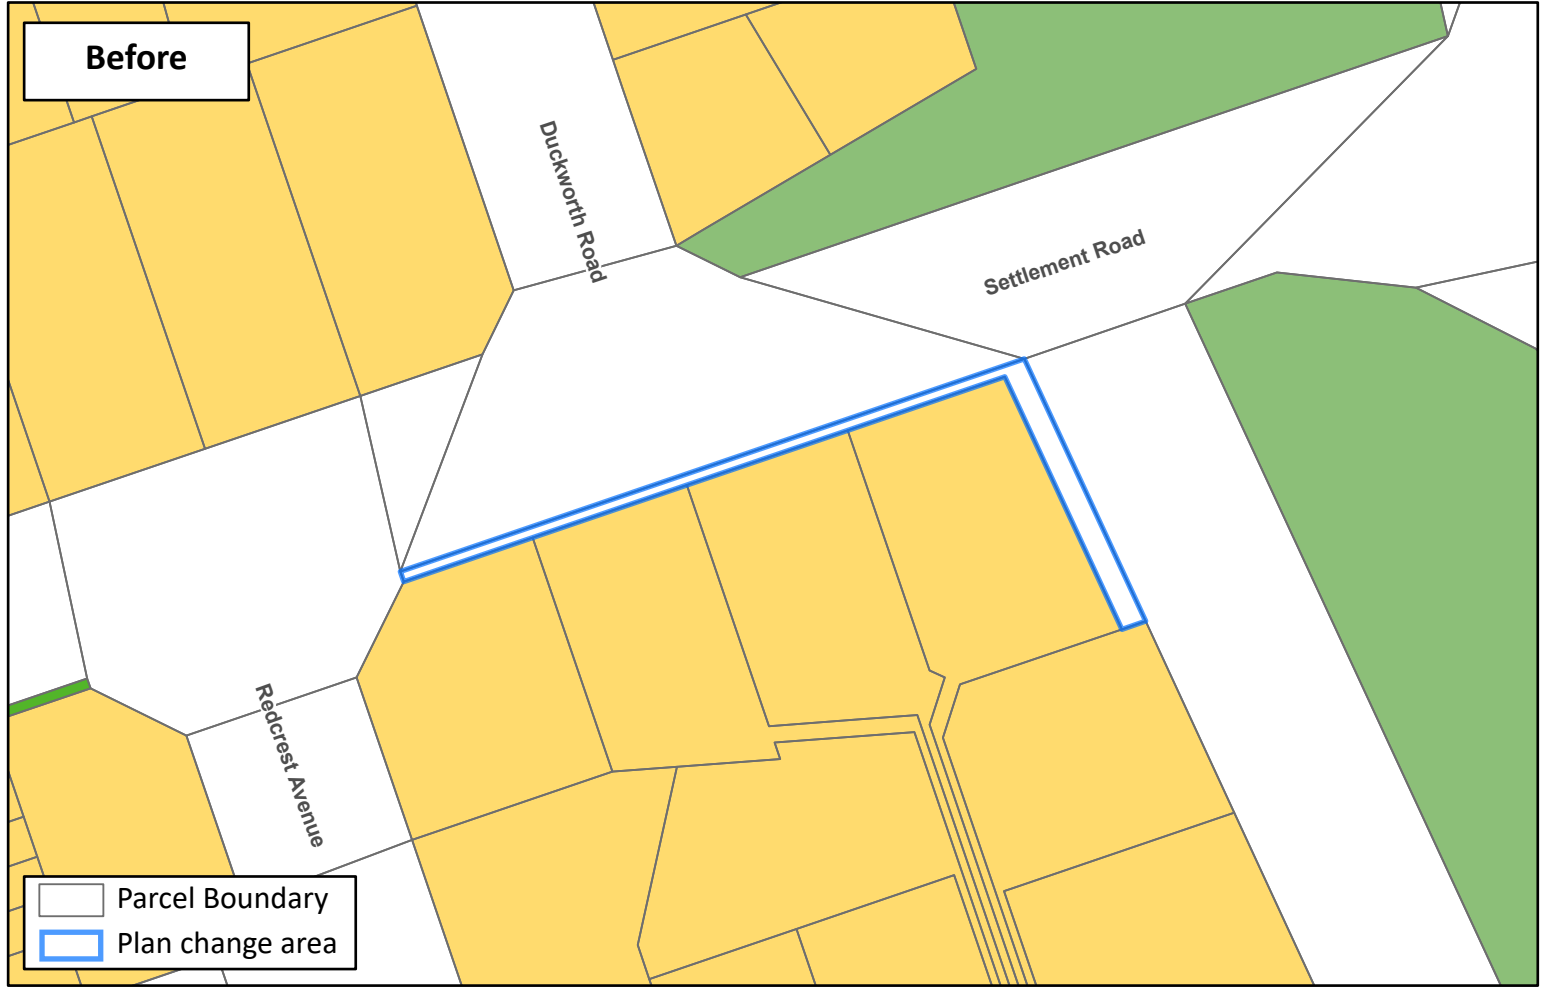 Before
Duckworth Road
Settlement Road
Redcrest Avenue
Parcel Boundary
Plan change area